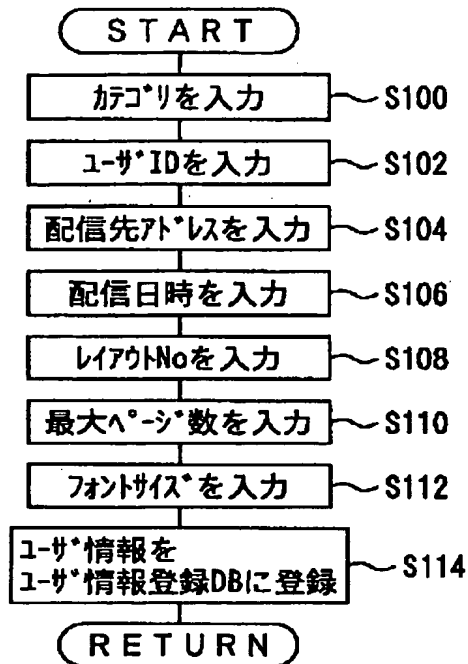 START
ｶﾃｺﾞﾘを入力
S100
ﾕｰｻﾞIDを入力
S102
配信先ｱﾄﾞﾚｽを入力
S104
配信日時を入力
S106
ﾚｲｱｳﾄNoを入力
S108
最大ﾍﾟｰｼﾞ数を入力
S110
ﾌｫﾝﾄｻｲｽﾞを入力
S112
ﾕｰｻﾞ情報を
ﾕｰｻﾞ情報登録DBに登録
S114
RETURN